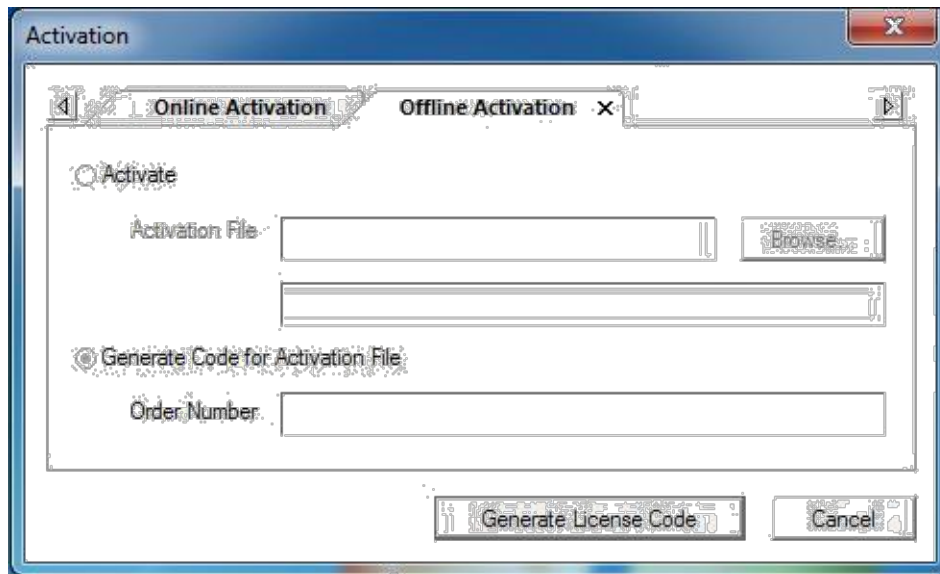 Activation
Online Activation
Offline Activation
Activate
Activation File
Browse...
Generate Code for Activation File
Order Number
Generate License Code
Cancel